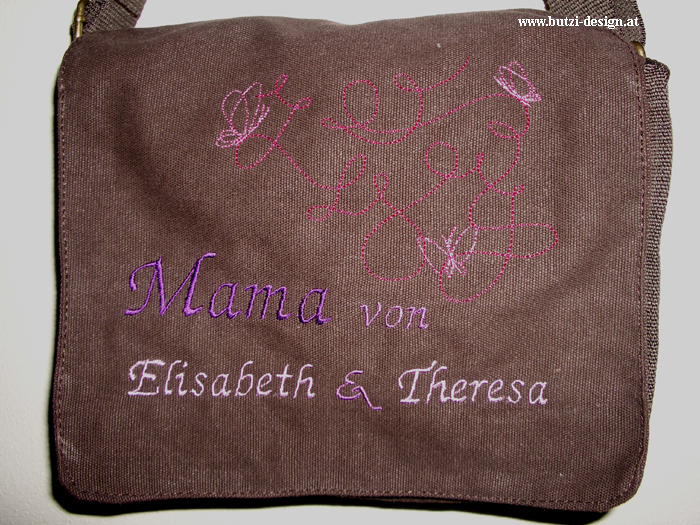 www.butzi-design.at
Mama von
Elisabeth & Theresa